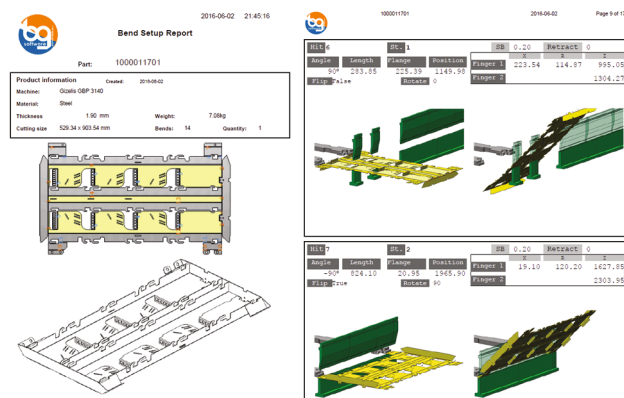 2016-06-02 21:45:16
bg
software
Bend Setup Report
Part: 1000011701
Product information Created: 2016-06-02
Machine: Gizelis GBP 3140
Material: Steel
Thickness 1.90 mm Weight: 7.08kg
Cutting size 529.34 x 903.54 mm Bends: 14 Quantity: 1
1000011701 2016-06-02 Page 9 of 17
Hit 6 St. 1 SB 0.20 Retract 0
X R Z
Angle Length Flange Position Finger 1 223.54 114.87 995.05
90° 283.85 225.39 1149.98 Finger 2 1304.27
Flip False Rotate 0
Hit 7 St. 2 SB 0.20 Retract 0
X R Z
Angle Length Flange Position Finger 1 19.10 120.20 1627.85
-90° 826.10 20.95 1965.90 Finger 2 2303.95
Flip True Rotate 90